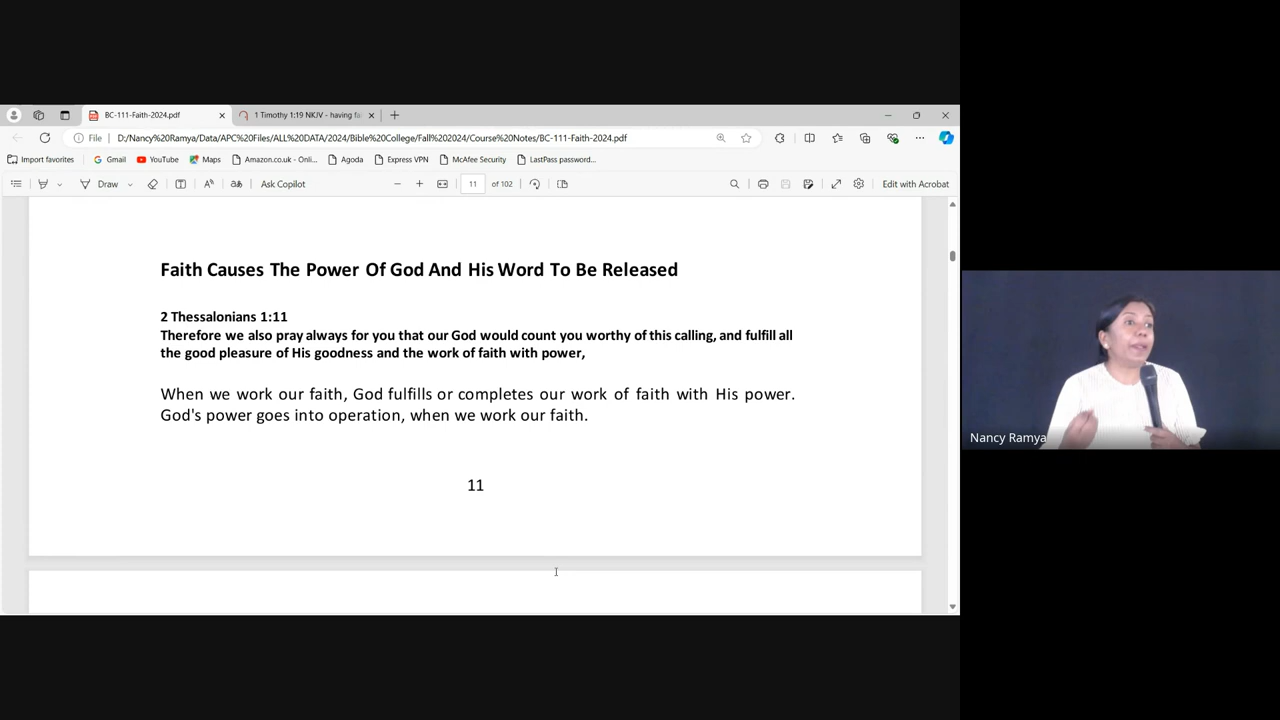 BC-111-Faith-2024.pdf
1 Timothy 1:19 NKJV - having fa
File
D:/Nancy%20Ramya/Data/APC%20Files/ALL%20DATA/2024/Bible%20College/Fall%202024/Course%20Notes/BC-111-Faith-2024.pdf
Import favorites
Gmail
YouTube
Maps
Amazon.co.uk - Onli...
Agoda
Express VPN
McAfee Security
LastPass password...
Draw
Ask Copilot
11 of 102
Edit with Acrobat
Faith Causes The Power Of God And His Word To Be Released
2 Thessalonians 1:11
Therefore we also pray always for you that our God would count you worthy of this calling, and fulfill all
the good pleasure of His goodness and the work of faith with power,
When we work our faith, God fulfills or completes our work of faith with His power.
God's power goes into operation, when we work our faith.
11
Nancy Ramya